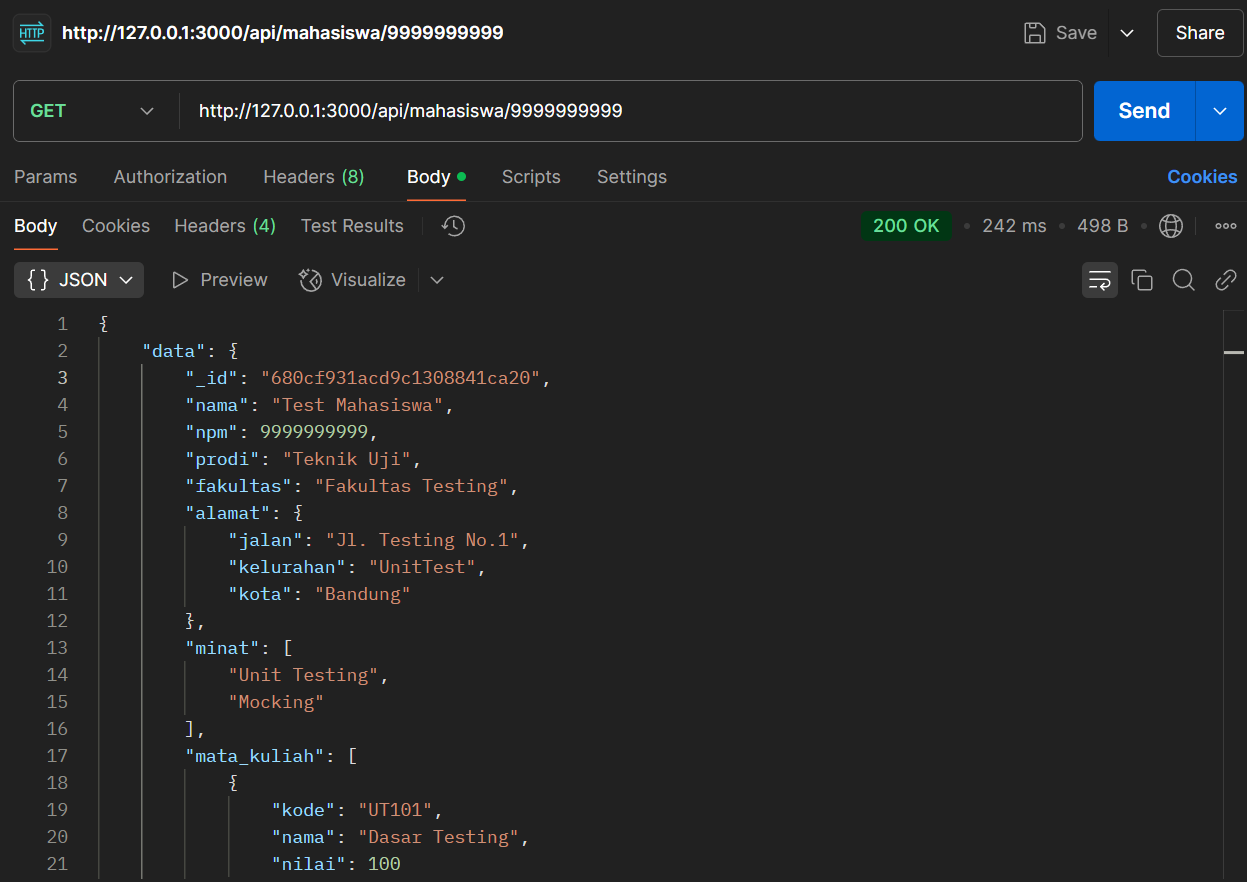 HTTP http://127.0.0.1:3000/api/mahasiswa/9999999999 Save Share
GET http://127.0.0.1:3000/api/mahasiswa/9999999999 Send
Params Authorization Headers (8) Body Scripts Settings Cookies
Body Cookies Headers (4) Test Results 200 OK • 242 ms • 498 B
{} JSON Preview Visualize
1 {
2 "data": {
3 "_id": "680cf931acd9c1308841ca20",
4 "nama": "Test Mahasiswa",
5 "npm": 9999999999,
6 "prodi": "Teknik Uji",
7 "fakultas": "Fakultas Testing",
8 "alamat": {
9 "jalan": "Jl. Testing No.1",
10 "kelurahan": "UnitTest",
11 "kota": "Bandung"
12 },
13 "minat": [
14 "Unit Testing",
15 "Mocking"
16 ],
17 "mata_kuliah": [
18 {
19 "kode": "UT101",
20 "nama": "Dasar Testing",
21 "nilai": 100